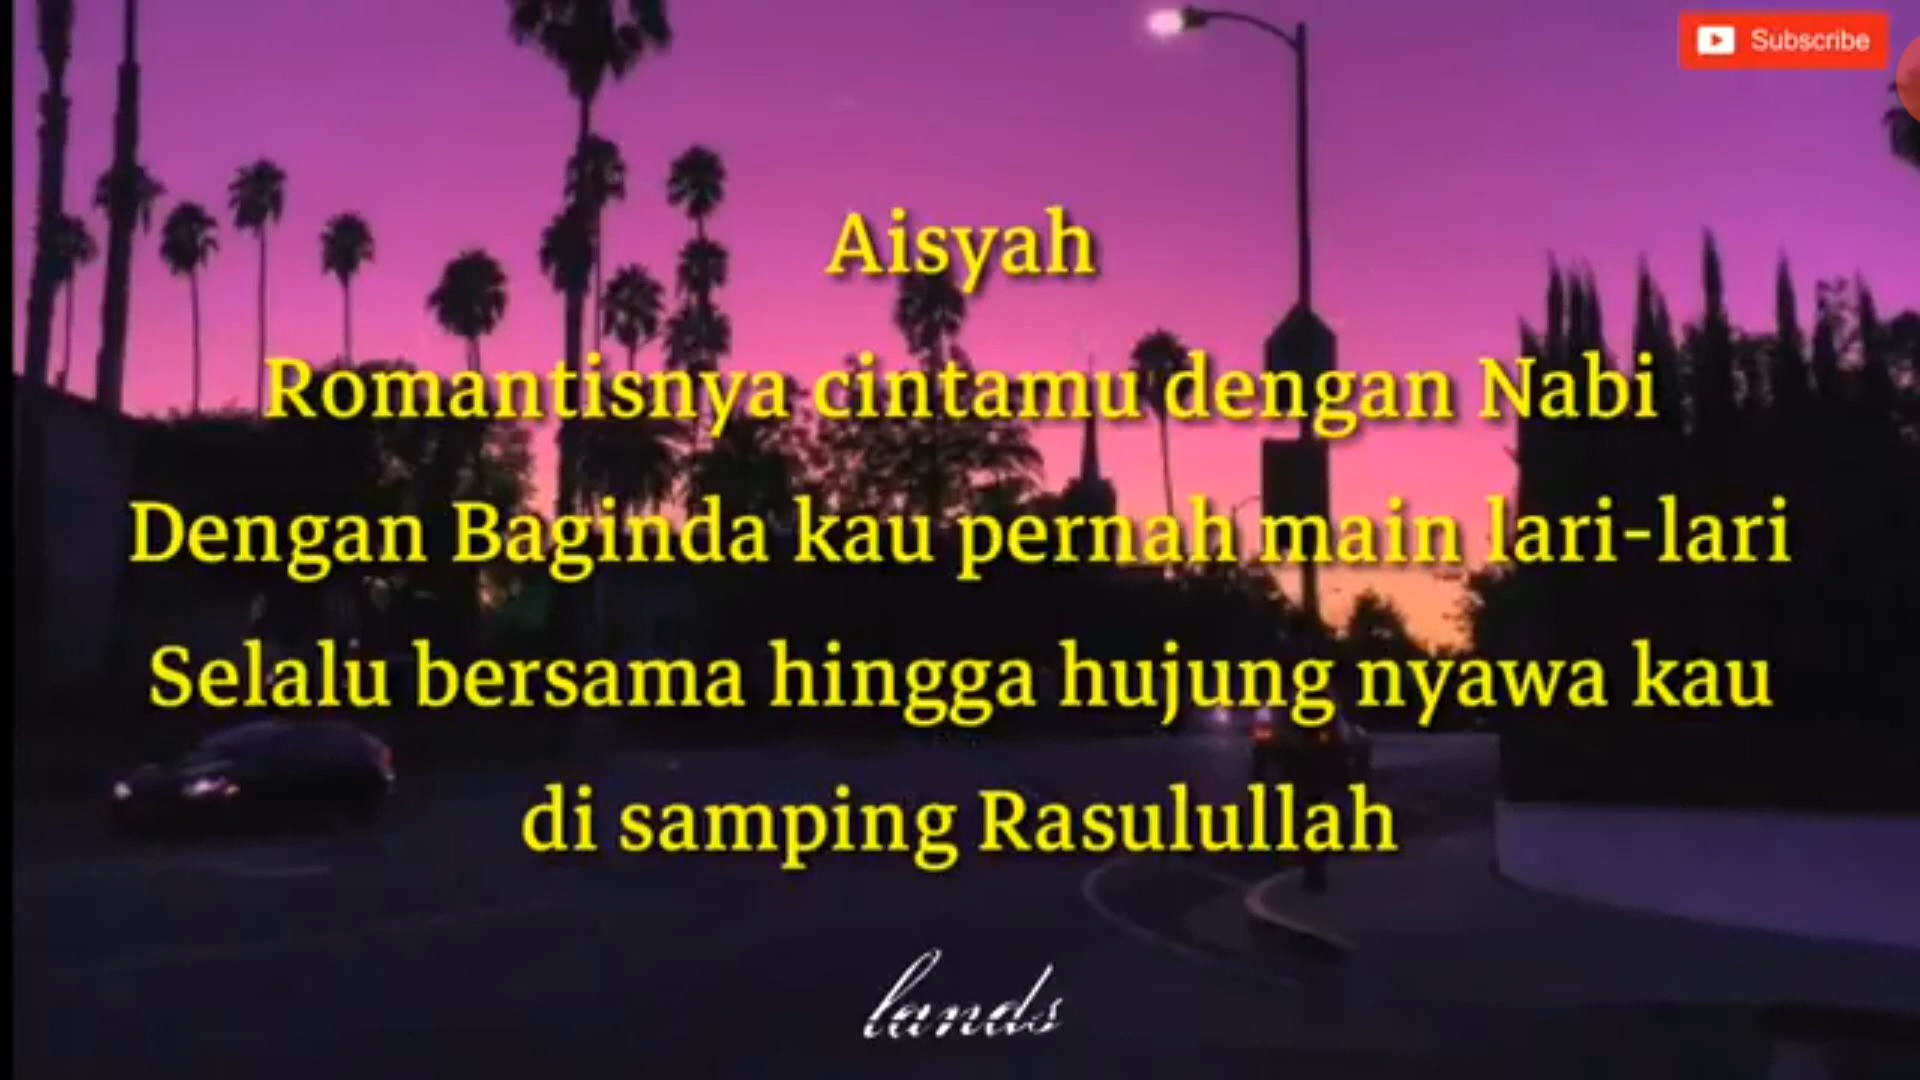 Subscribe
Aisyah
Romantisnya cintamu dengan Nabi
Dengan Baginda kau pernah main lari-lari
Selalu bersama hingga hujung nyawa kau
di samping Rasulullah
lands